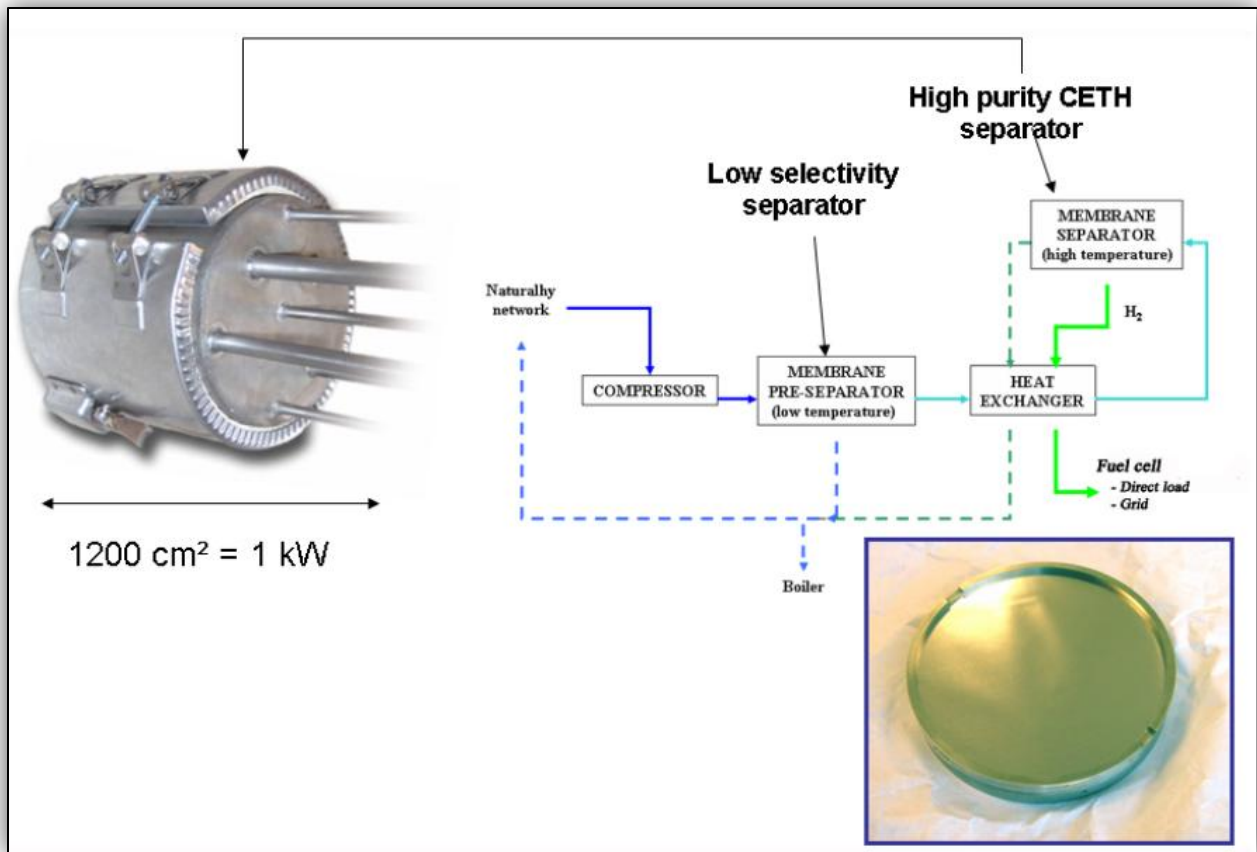 High purity CETH
separator
Low selectivity
separator
MEMBRANE
SEPARATOR
(high temperature)
Naturalhy
network
H₂
COMPRESSOR
MEMBRANE
PRE-SEPARATOR
(low temperature)
HEAT
EXCHANGER
Fuel cell
- Direct load
- Grid
1200 cm² = 1 kW
Boiler